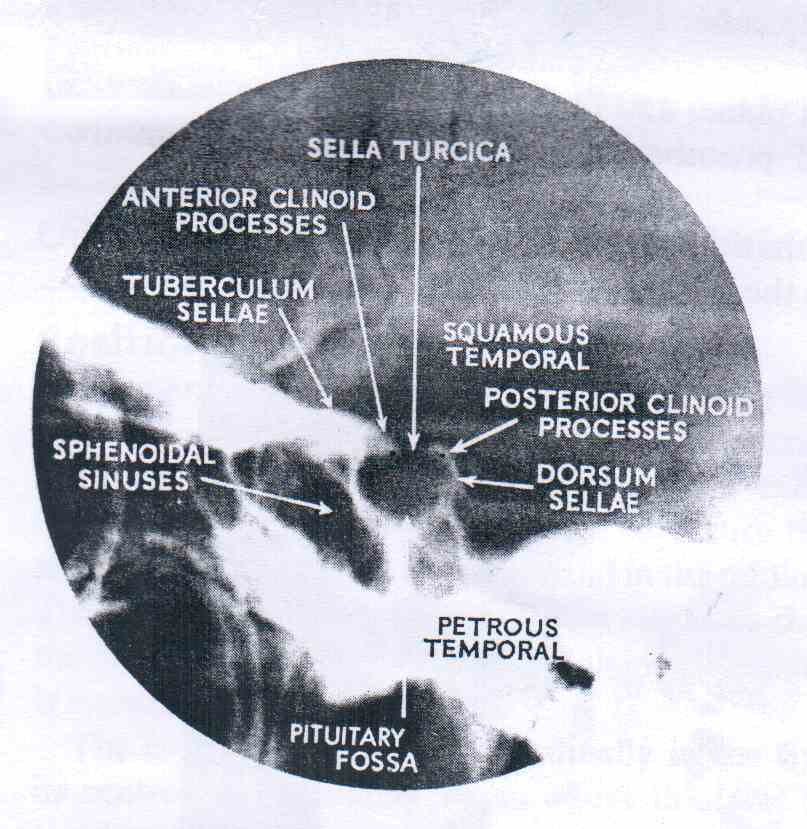 SELLA TURCICA
ANTERIOR CLINOID
PROCESSES
TUBERCULUM
SELLAE
SQUAMOUS
TEMPORAL
POSTERIOR CLINOID
PROCESSES
SPHENOIDAL
SINUSES
DORSUM
SELLAE
PETROUS
TEMPORAL
PITUITARY
FOSSA